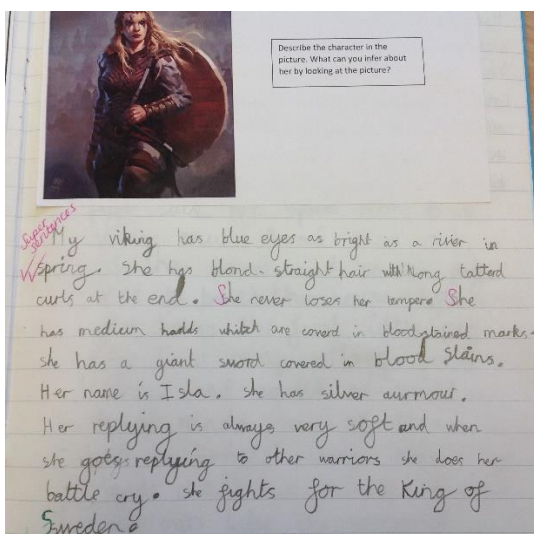 Describe the character in the
picture. What can you infer about
her by looking at the picture?
Super
sentences
My viking has blue eyes as bright as a river in
spring. She has blond straight hair with long tatterd
curls at the end. She never loses her tempere She
has medium hands whitch are coverd in bloodstained marks.
she has a giant sword covered in blood stains.
Her name is Isla. she has silver aurmour.
Her replying is always very soft and when
she goes replying to other warriors she does her
battle cry. she fights for the King of
Sweden.